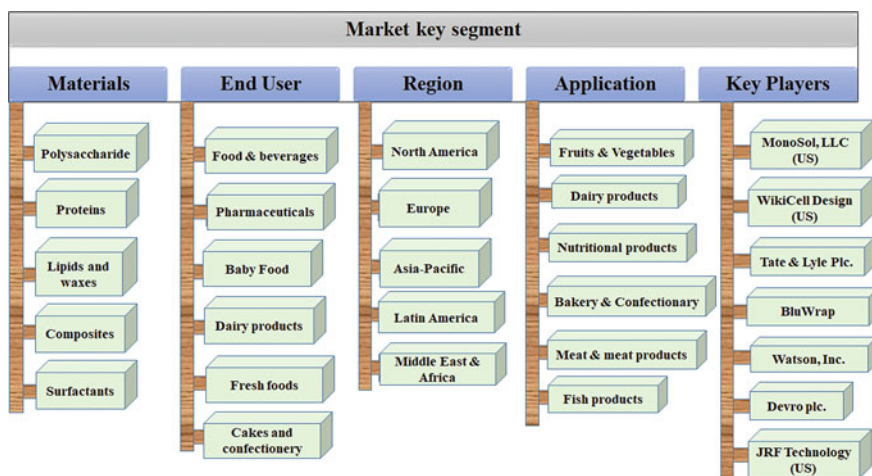 Market key segment
Materials
End User
Region
Application
Key Players
Polysaccharide
Proteins
Lipids and
waxes
Composites
Surfactants
Food & beverages
Pharmaceuticals
Baby Food
Dairy products
Fresh foods
Cakes and
confectionery
North America
Europe
Asia-Pacific
Latin America
Middle East &
Africa
Fruits & Vegetables
Dairy products
Nutritional products
Bakery & Confectionary
Meat & meat products
Fish products
MonoSol, LLC
(US)
WikiCell Design
(US)
Tate & Lyle Plc.
BluWrap
Watson, Inc.
Devro plc.
JRF Technology
(US)